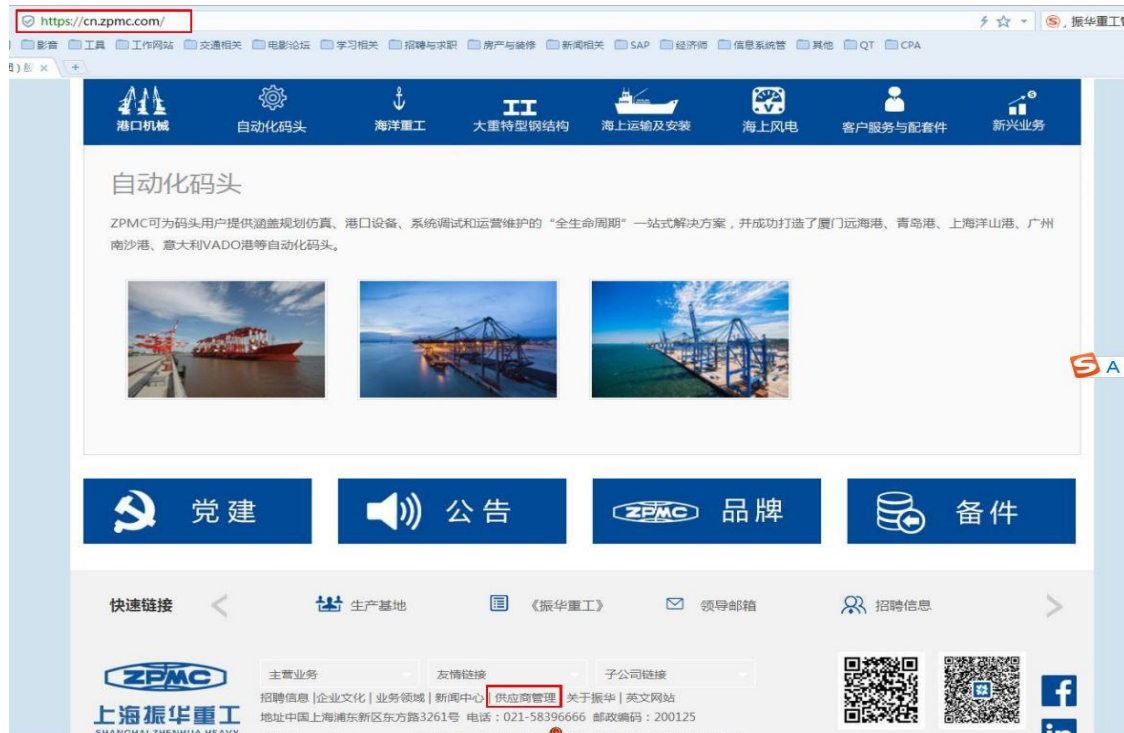 https://cn.zpmc.com/
振华重工
影音 工具 工作网站 交通相关 电影论坛 学习相关 招聘与求职 房产与装修 新闻相关 SAP 经济师 信息系统管 其他 QT CPA
港口机械 自动化码头 海洋重工 大重特型钢结构 海上运输及安装 海上风电 客户服务与配套件 新兴业务
自动化码头
ZPMC可为码头用户提供涵盖规划仿真、港口设备、系统调试和运营维护的“全生命周期”一站式解决方案，并成功打造了厦门远海港、青岛港、上海洋山港、广州
南沙港、意大利VADO港等自动化码头。
S A
党建 公告 ZPMC 品牌 备件
快速链接 生产基地 《振华重工》 领导邮箱 招聘信息
ZPMC
主营业务 友情链接 子公司链接
招聘信息 |企业文化 | 业务领域 | 新闻中心 | 供应商管理 | 关于振华 | 英文网站
上海振华重工
地址中国上海浦东新区东方路3261号 电话：021-58396666 邮政编码：200125
SHANGHAI ZHENHUA HEAVY
f
in